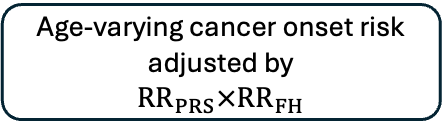 Age-varying cancer onset risk
adjusted by
RR_PRS×RR_FH